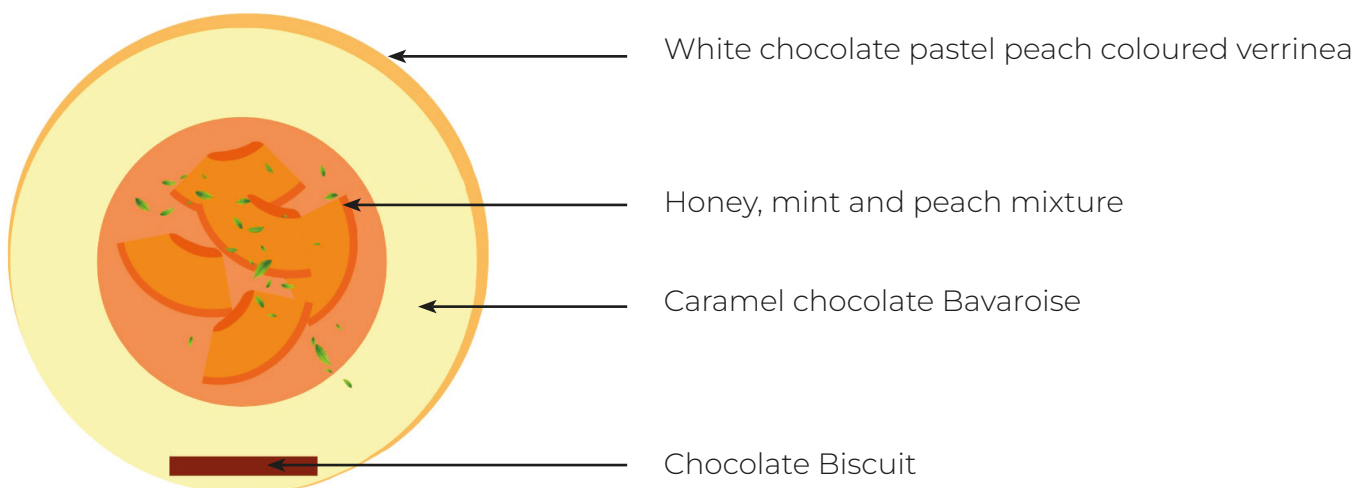 White chocolate pastel peach coloured verrinea
Honey, mint and peach mixture
Caramel chocolate Bavaroise
Chocolate Biscuit